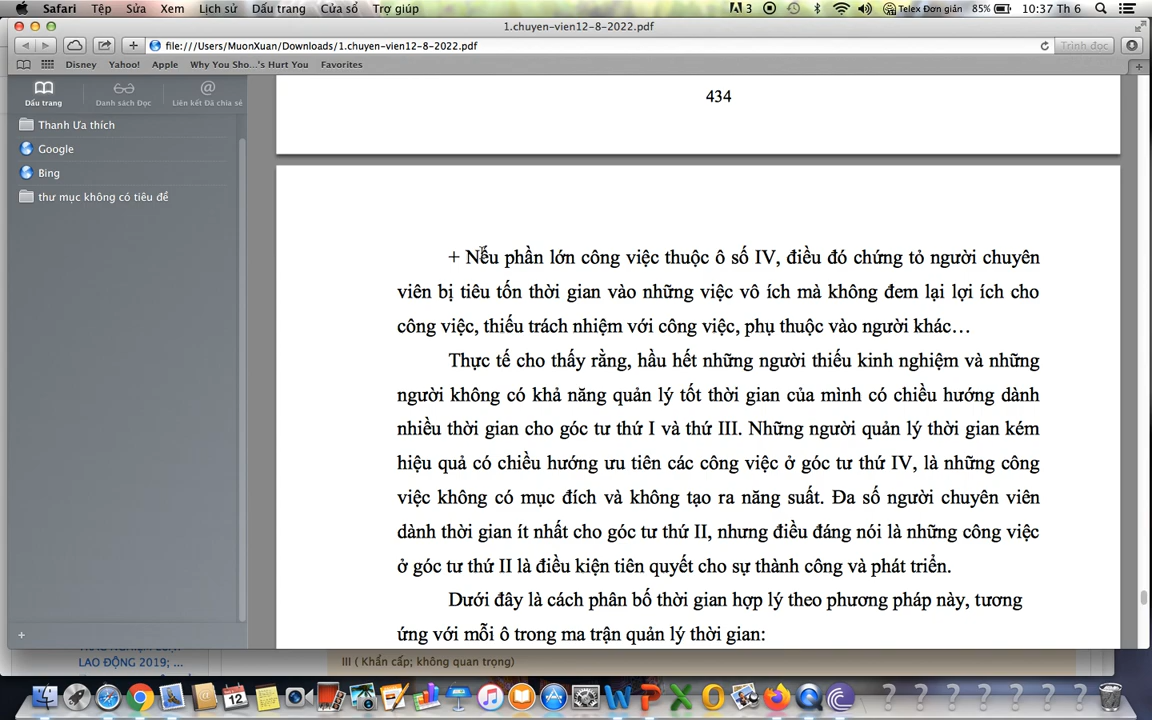 Safari Tệp Sửa Xem Lịch sử Dấu trang Cửa sổ Trợ giúp 3 Telex Đơn giản 85% 10:37 Th 6
1.chuyen-vien12-8-2022.pdf
file:///Users/MuonXuan/Downloads/1.chuyen-vien12-8-2022.pdf Trình đọc
Disney Yahoo! Apple Why You Sho...'s Hurt You Favorites
Dấu trang Danh sách Đọc Liên kết Đã chia sẻ
Thanh Ưa thích
Google
Bing
thư mục không có tiêu đề
434
+ Nếu phần lớn công việc thuộc ô số IV, điều đó chứng tỏ người chuyên
viên bị tiêu tốn thời gian vào những việc vô ích mà không đem lại lợi ích cho
công việc, thiếu trách nhiệm với công việc, phụ thuộc vào người khác…
Thực tế cho thấy rằng, hầu hết những người thiếu kinh nghiệm và những
người không có khả năng quản lý tốt thời gian của mình có chiều hướng dành
nhiều thời gian cho góc tư thứ I và thứ III. Những người quản lý thời gian kém
hiệu quả có chiều hướng ưu tiên các công việc ở góc tư thứ IV, là những công
việc không có mục đích và không tạo ra năng suất. Đa số người chuyên viên
dành thời gian ít nhất cho góc tư thứ II, nhưng điều đáng nói là những công việc
ở góc tư thứ II là điều kiện tiên quyết cho sự thành công và phát triển.
Dưới đây là cách phân bố thời gian hợp lý theo phương pháp này, tương
ứng với mỗi ô trong ma trận quản lý thời gian:
LAO ĐỘNG 2019; ...
III ( Khẩn cấp; không quan trọng)